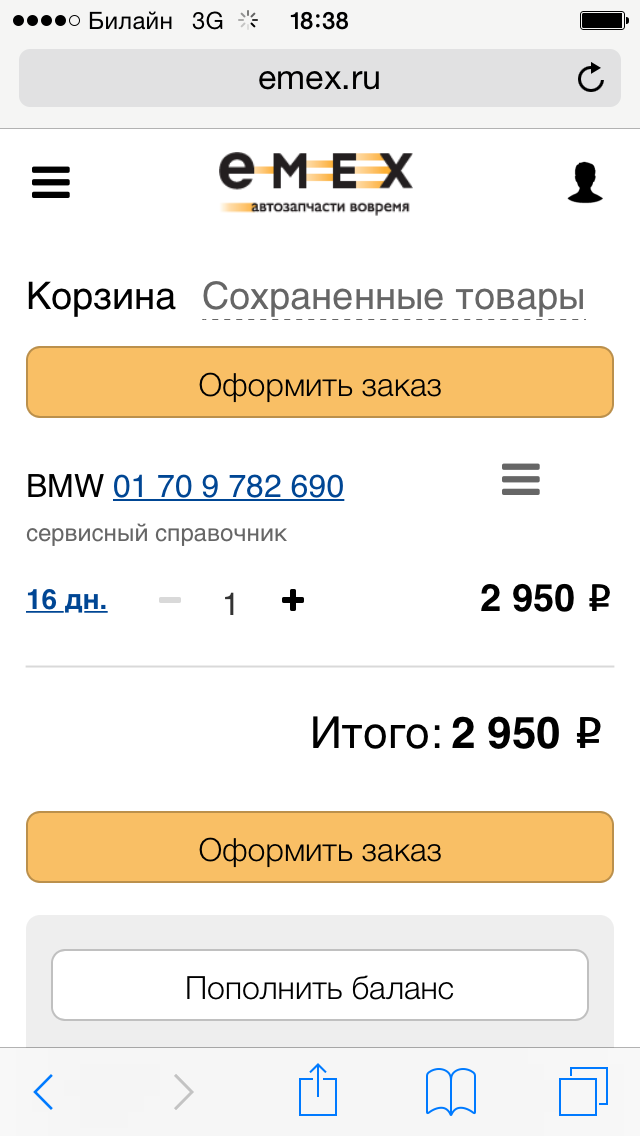 Билайн 3G 18:38
emex.ru
e-MEX
автозапчасти вовремя
Корзина Сохраненные товары
Оформить заказ
BMW 01 70 9 782 690
сервисный справочник
16 дн. 1 2 950 ₽
Итого: 2 950 ₽
Оформить заказ
Пополнить баланс